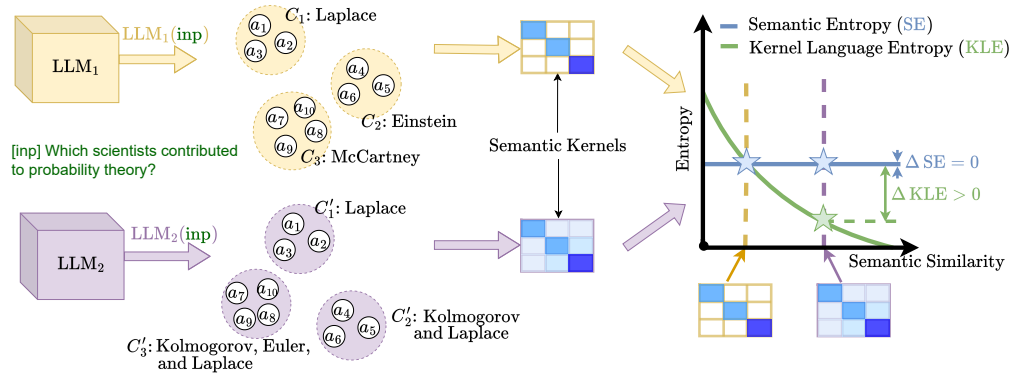 LLM₁
LLM₁(inp)
a₁
a₂
a₃
C₁: Laplace
a₄
a₅
a₆
C₂: Einstein
a₇
a₁₀
a₈
a₉
C₃: McCartney
[inp] Which scientists contributed
to probability theory?
LLM₂
LLM₂(inp)
a₁
a₂
a₃
C′₁: Laplace
a₇
a₁₀
a₉
a₈
C′₃: Kolmogorov, Euler,
and Laplace
a₄
a₅
a₆
C′₂: Kolmogorov
and Laplace
Semantic Kernels
Semantic Entropy (SE)
Kernel Language Entropy (KLE)
Entropy
Δ SE = 0
Δ KLE > 0
Semantic Similarity